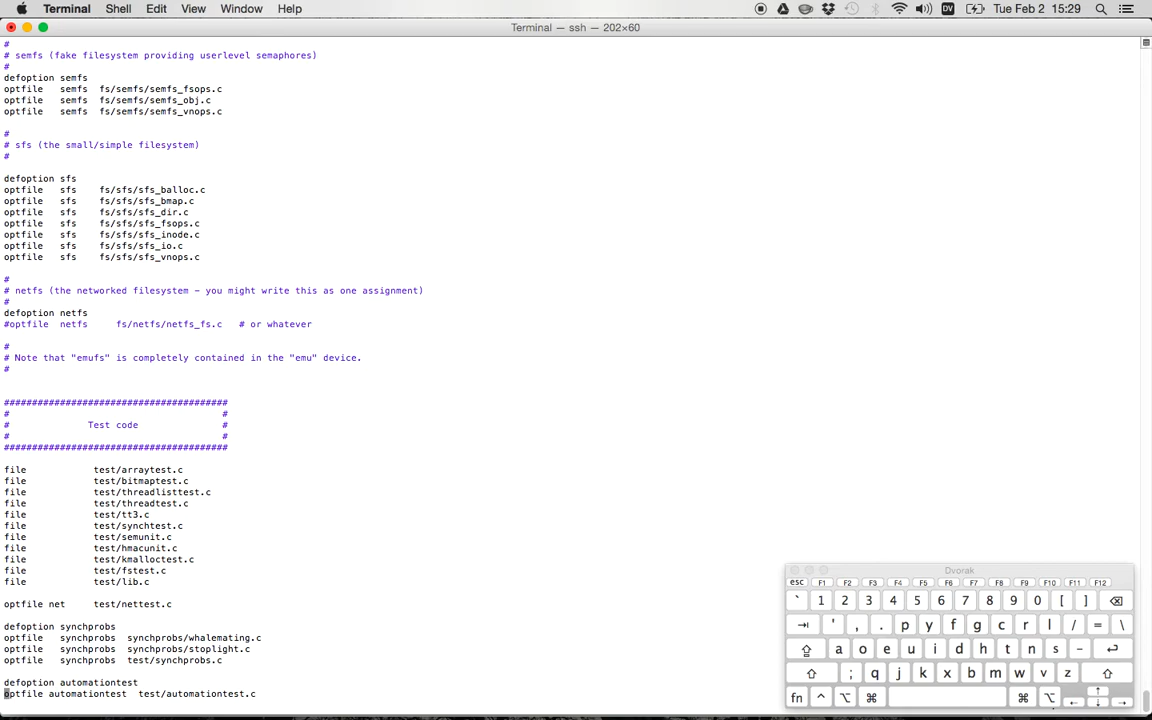 Terminal Shell Edit View Window Help DV Tue Feb 2 15:29
Terminal — ssh — 202×60
#
# semfs (fake filesystem providing userlevel semaphores)
#
defoption semfs
optfile semfs fs/semfs/semfs_fsops.c
optfile semfs fs/semfs/semfs_obj.c
optfile semfs fs/semfs/semfs_vnops.c
#
# sfs (the small/simple filesystem)
#
defoption sfs
optfile sfs fs/sfs/sfs_balloc.c
optfile sfs fs/sfs/sfs_bmap.c
optfile sfs fs/sfs/sfs_dir.c
optfile sfs fs/sfs/sfs_fsops.c
optfile sfs fs/sfs/sfs_inode.c
optfile sfs fs/sfs/sfs_io.c
optfile sfs fs/sfs/sfs_vnops.c
#
# netfs (the networked filesystem - you might write this as one assignment)
#
defoption netfs
#optfile netfs fs/netfs/netfs_fs.c # or whatever
#
# Note that "emufs" is completely contained in the "emu" device.
#
########################################
# #
# Test code #
# #
########################################
file test/arraytest.c
file test/bitmaptest.c
file test/threadlisttest.c
file test/threadtest.c
file test/tt3.c
file test/synchtest.c
file test/semunit.c
file test/hmacunit.c
file test/kmalloctest.c
file test/fstest.c
file test/lib.c
optfile net test/nettest.c
defoption synchprobs
optfile synchprobs synchprobs/whalemating.c
optfile synchprobs synchprobs/stoplight.c
optfile synchprobs test/synchprobs.c
defoption automationtest
optfile automationtest test/automationtest.c
Dvorak
esc F1 F2 F3 F4 F5 F6 F7 F8 F9 F10 F11 F12
` 1 2 3 4 5 6 7 8 9 0 [ ] ⌫
⇥ ' , . p y f g c r l / = \
⇪ a o e u i d h t n s - ↩
⇧ ; q j k x b m w v z ⇧
fn ^ ⌥ ⌘ ⌘ ⌥ ← ↑ ↓ →